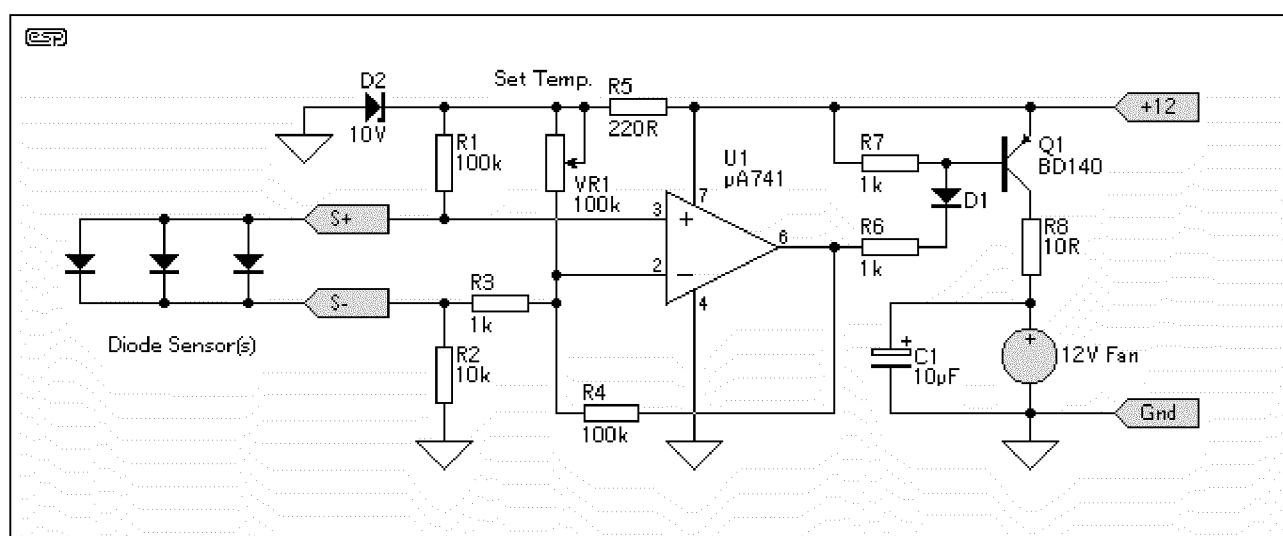 esp
D2
10V
Set Temp.
R5
220R
+12
R1
100k
VR1
100k
U1
µA741
7
R7
1k
Q1
BD140
D1
S+
3
+
6
R6
1k
R8
10R
2
−
4
S-
R3
1k
Diode Sensor(s)
R2
10k
R4
100k
+
C1
10µF
+
12V Fan
Gnd